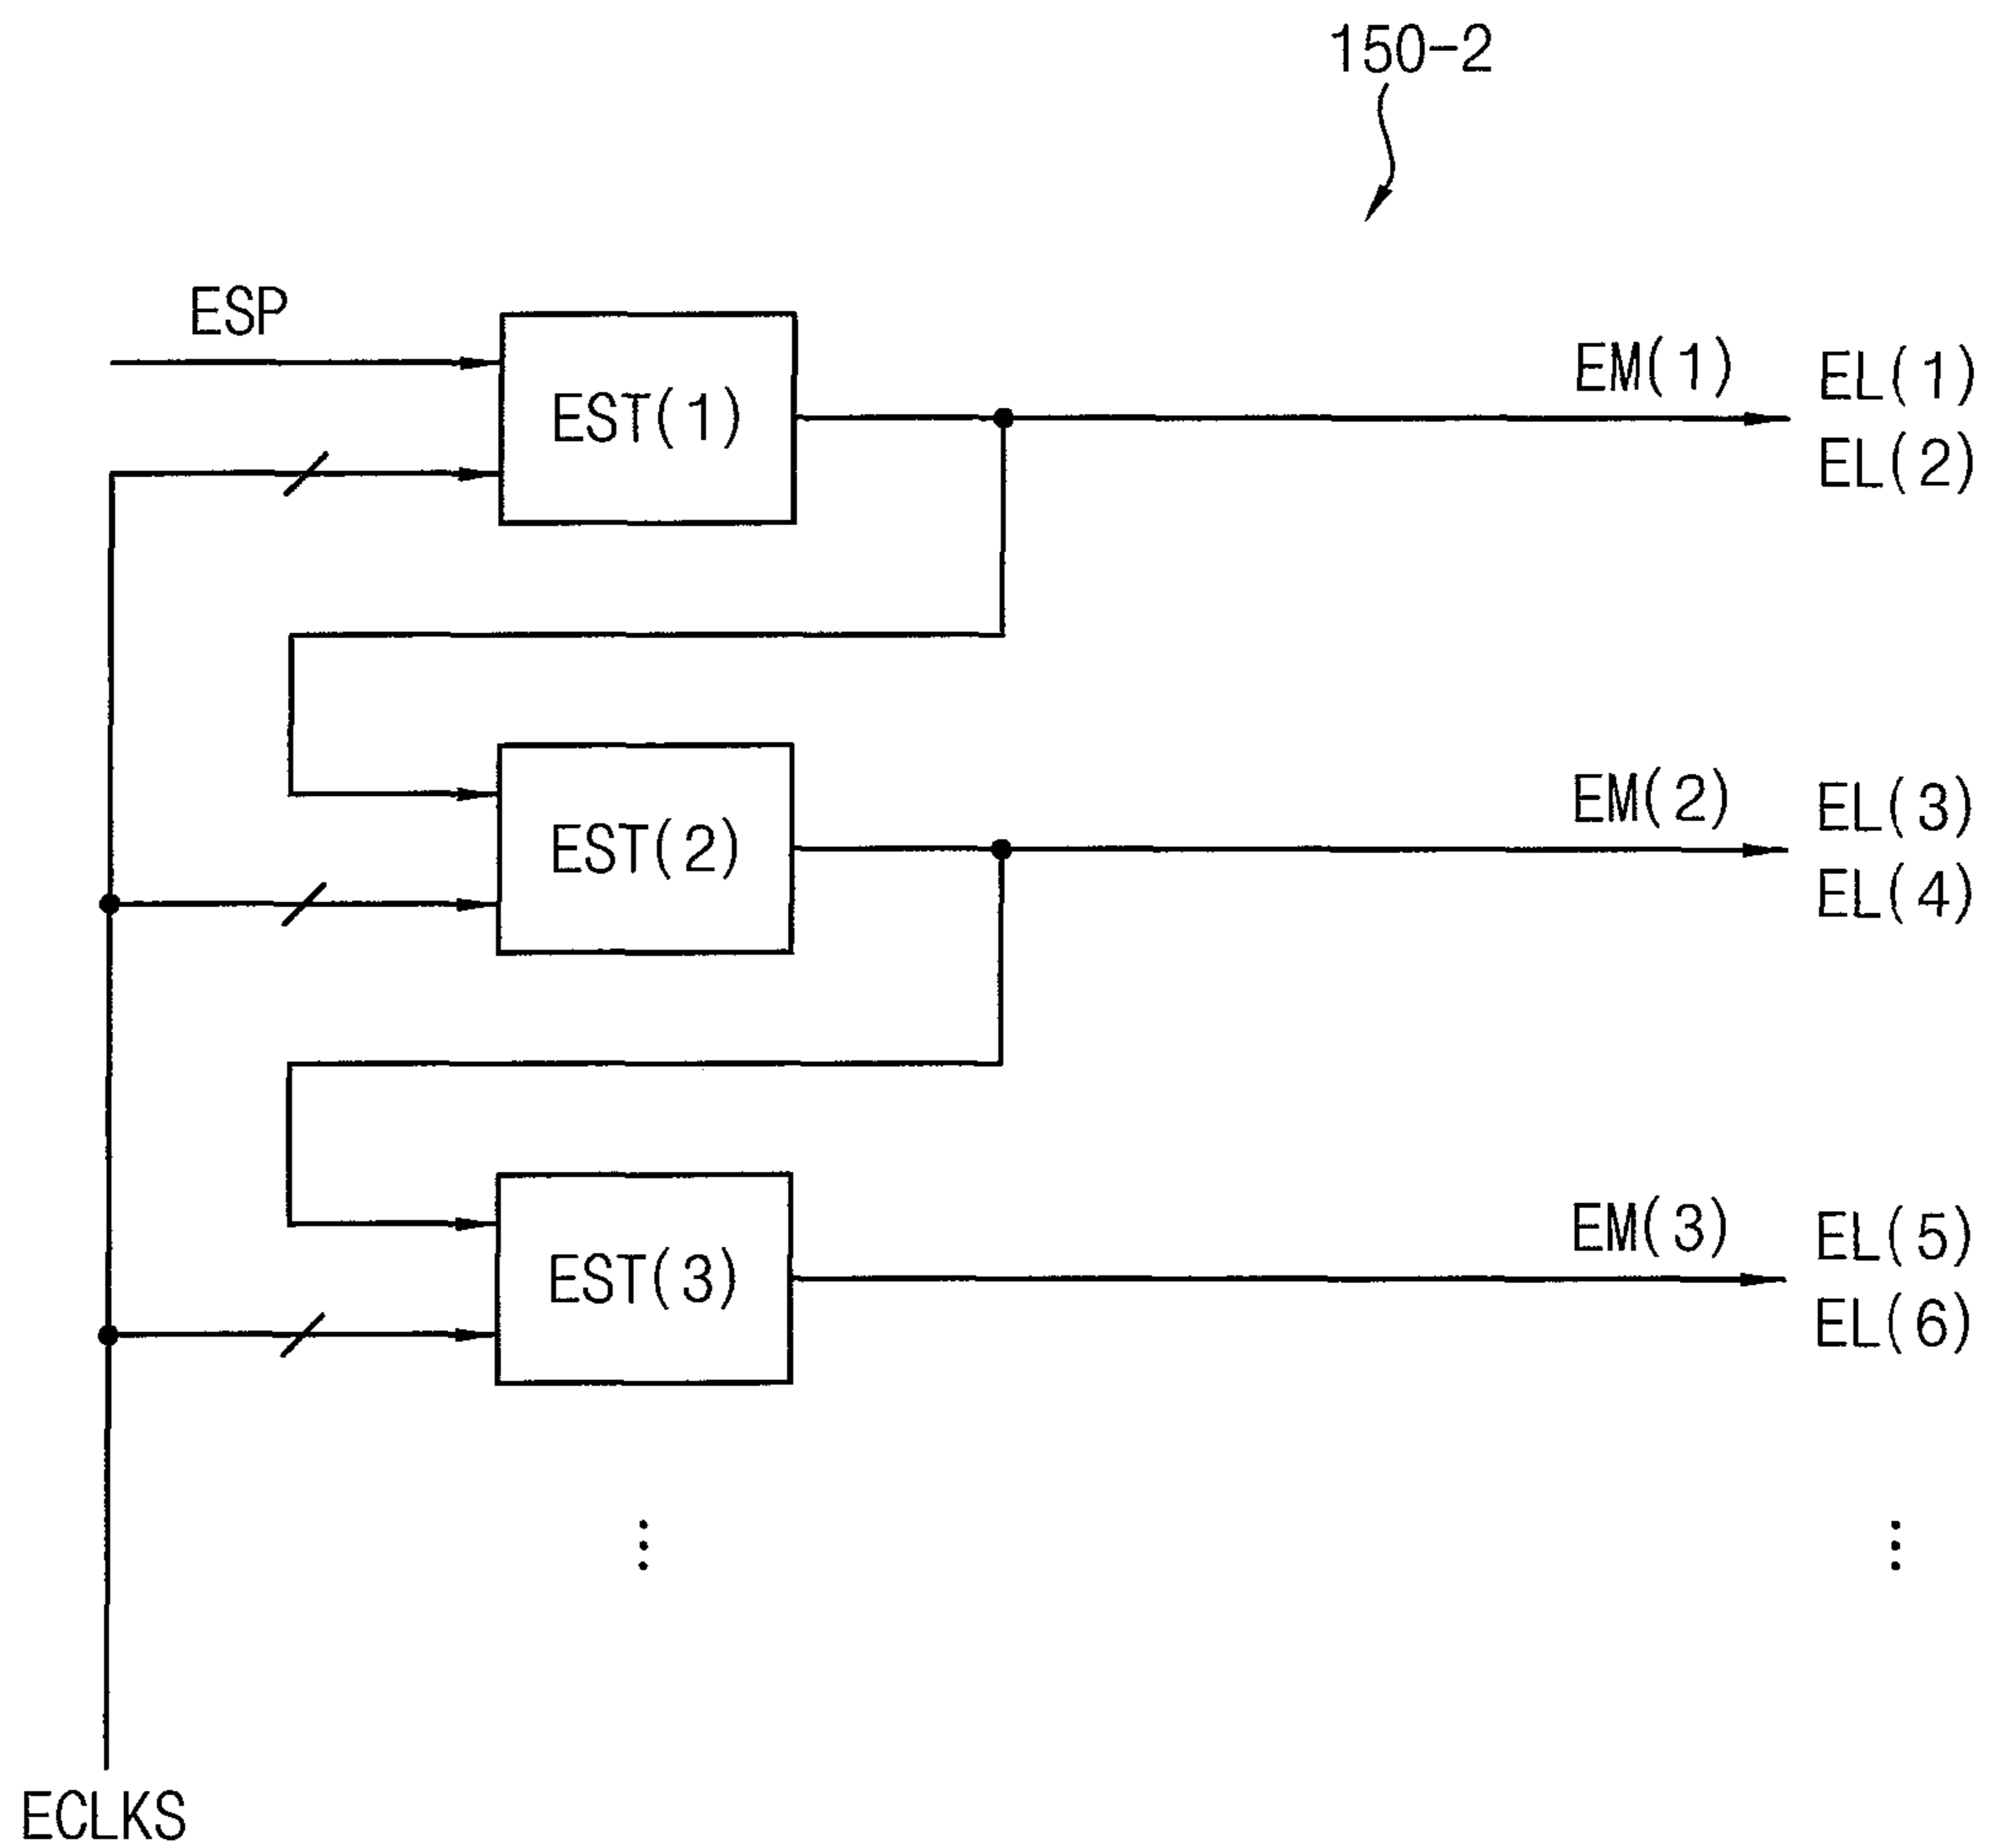 150-2
ESP
EST(1)
EM(1)
EL(1)
EL(2)
EST(2)
EM(2)
EL(3)
EL(4)
EST(3)
EM(3)
EL(5)
EL(6)
ECLKS